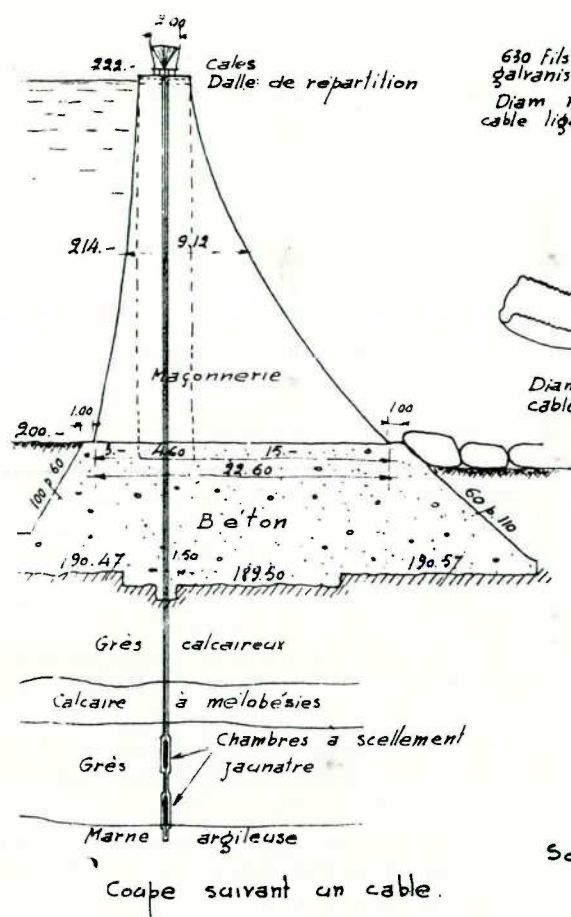 2.00
222.-
Cales
Dalle de repartition
630 fils
galvanis
Diam
cable
214.-
9.12
Maçonnerie
Diam
cable
200.-
1.00
1.00
3.-
4.60
15.-
22.60
100 p. 60
60 p. 110
Béton
190.47
1.50
189.50
190.57
Grès calcaireux
Calcaire à mélobésies
Chambres a scellement
Grès jaunatre
Marne argileuse
Coupe suivant un cable.